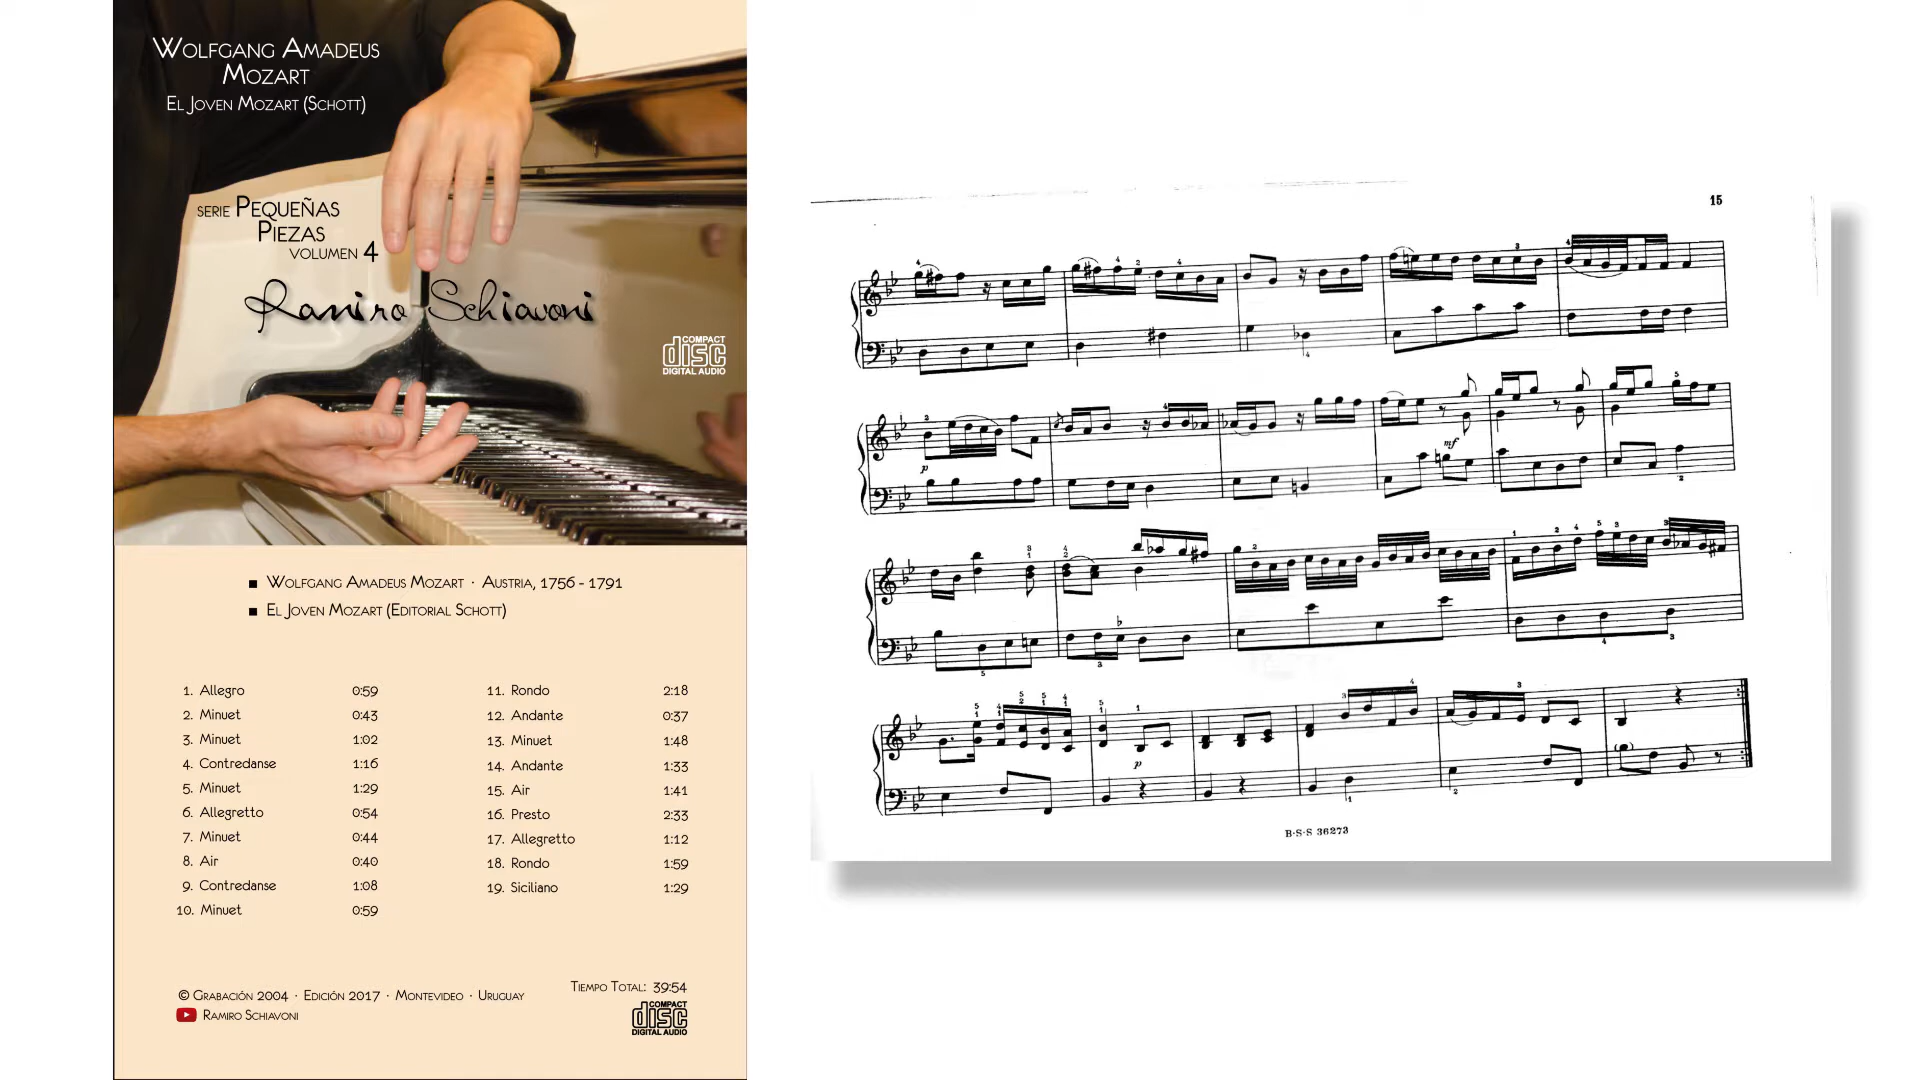 Wolfgang Amadeus
Mozart
El Joven Mozart (Schott)
serie Pequeñas
Piezas
volumen 4
Ramiro Schiavoni
COMPACT
disc
DIGITAL AUDIO
■ Wolfgang Amadeus Mozart · Austria, 1756 - 1791
■ El Joven Mozart (Editorial Schott)
1. Allegro 0:59
2. Minuet 0:43
3. Minuet 1:02
4. Contredanse 1:16
5. Minuet 1:29
6. Allegretto 0:54
7. Minuet 0:44
8. Air 0:40
9. Contredanse 1:08
10. Minuet 0:59
11. Rondo 2:18
12. Andante 0:37
13. Minuet 1:48
14. Andante 1:33
15. Air 1:41
16. Presto 2:33
17. Allegretto 1:12
18. Rondo 1:59
19. Siciliano 1:29
Tiempo Total: 39:54
© Grabación 2004 · Edición 2017 · Montevideo · Uruguay
Ramiro Schiavoni
COMPACT
disc
DIGITAL AUDIO
15
p
mf
p
B·S·S 36273